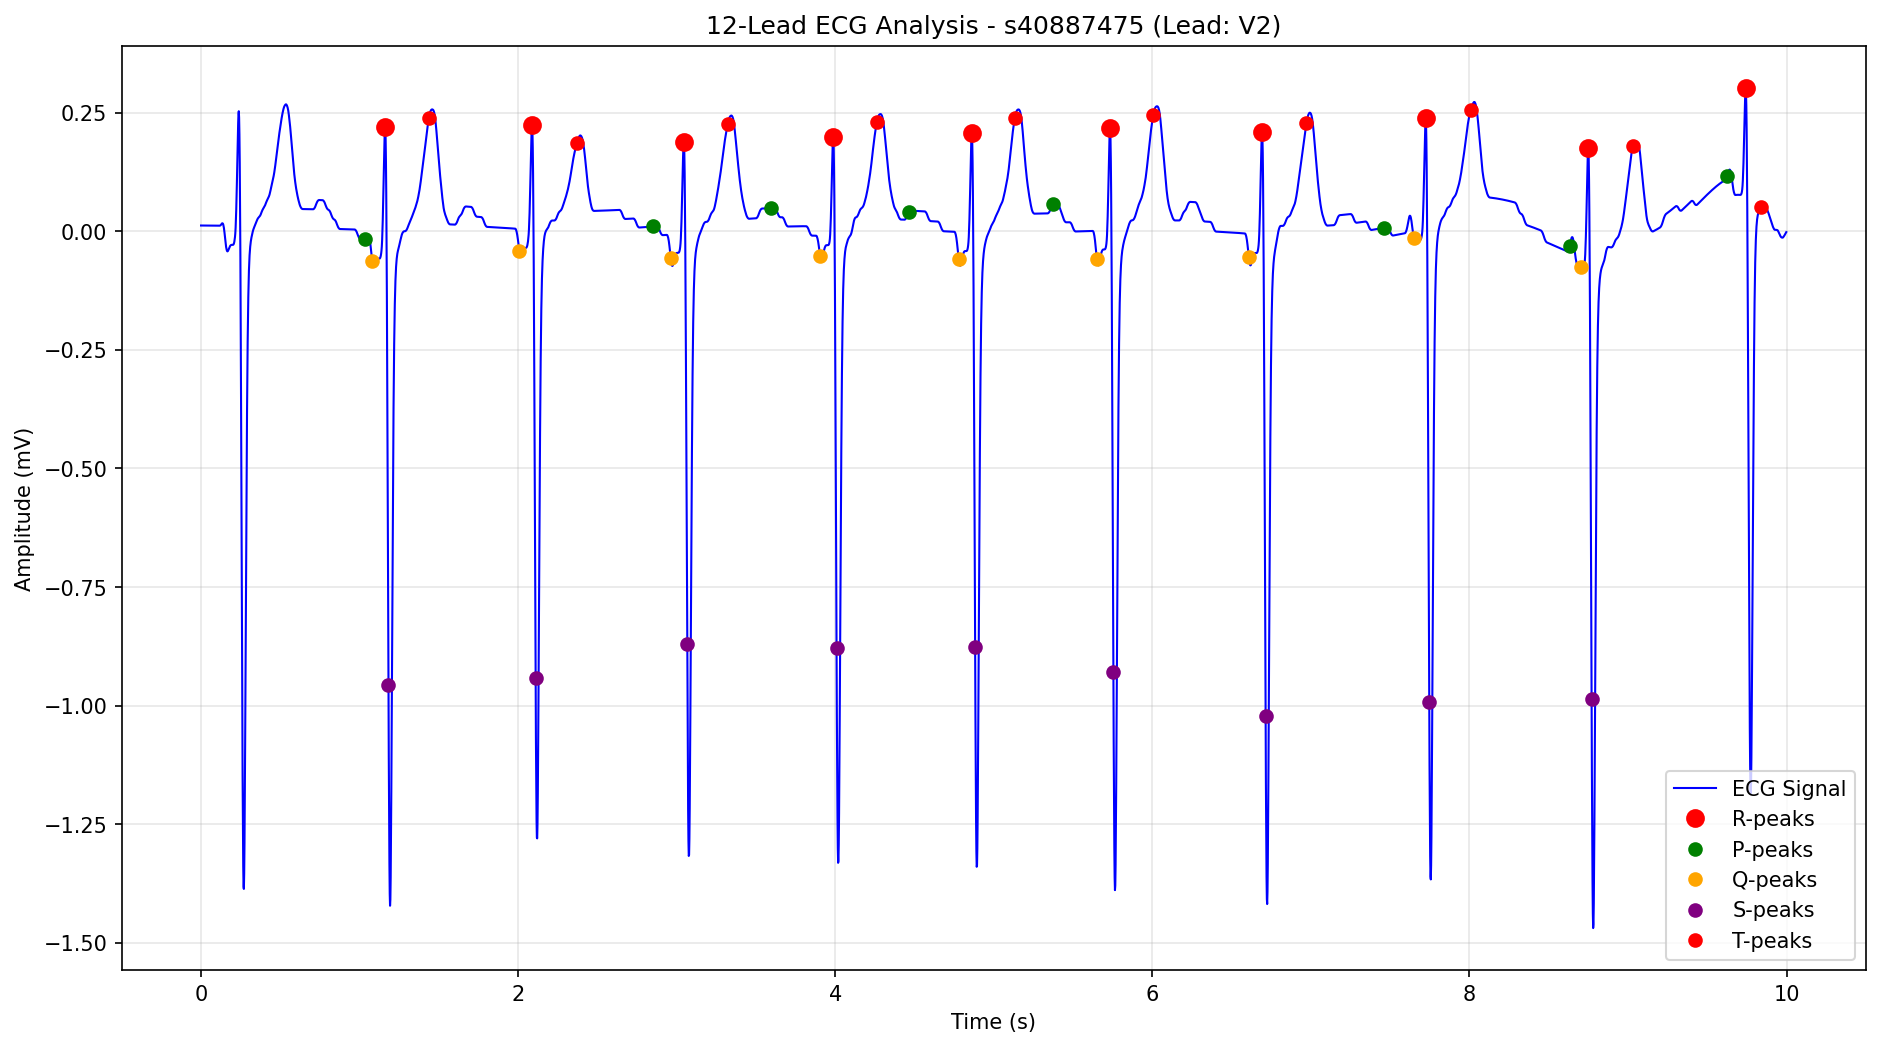 12-Lead ECG Analysis - s40887475 (Lead: V2)
Amplitude (mV)
0.25
0.00
−0.25
−0.50
−0.75
−1.00
−1.25
−1.50
ECG Signal
R-peaks
P-peaks
Q-peaks
S-peaks
T-peaks
0 2 4 6 8 10
Time (s)